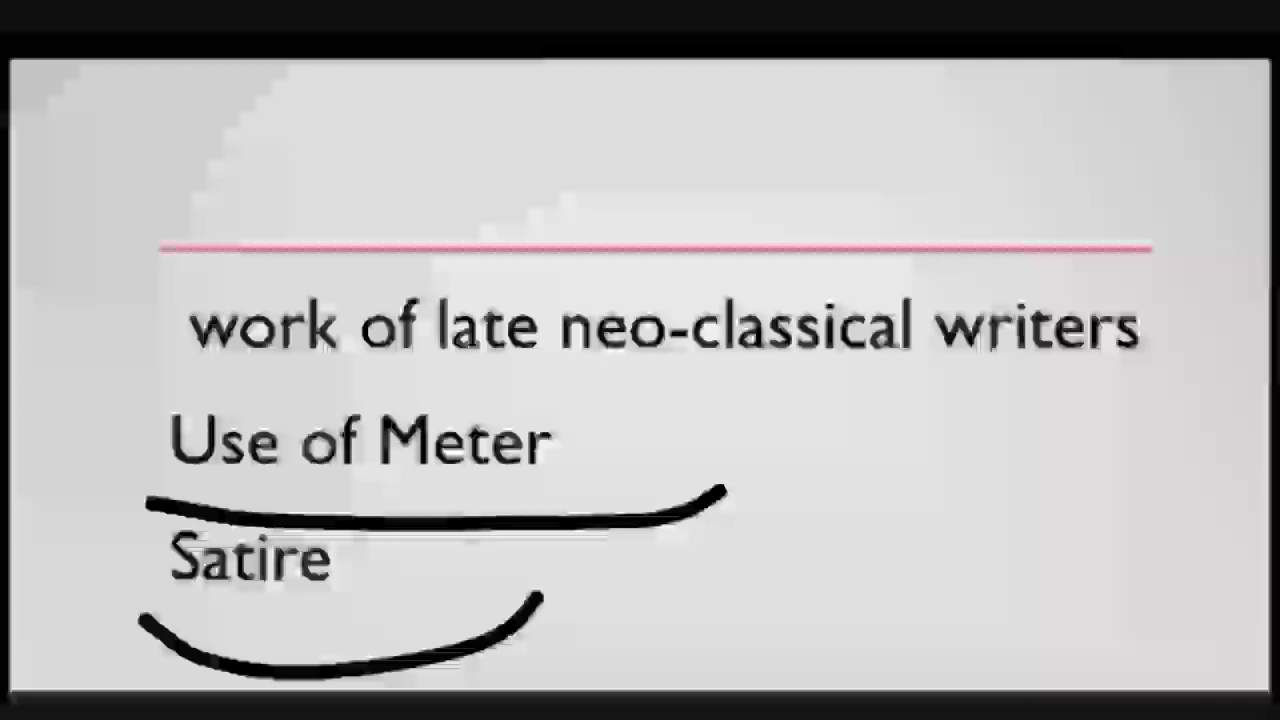 work of late neo-classical writers
Use of Meter
Satire